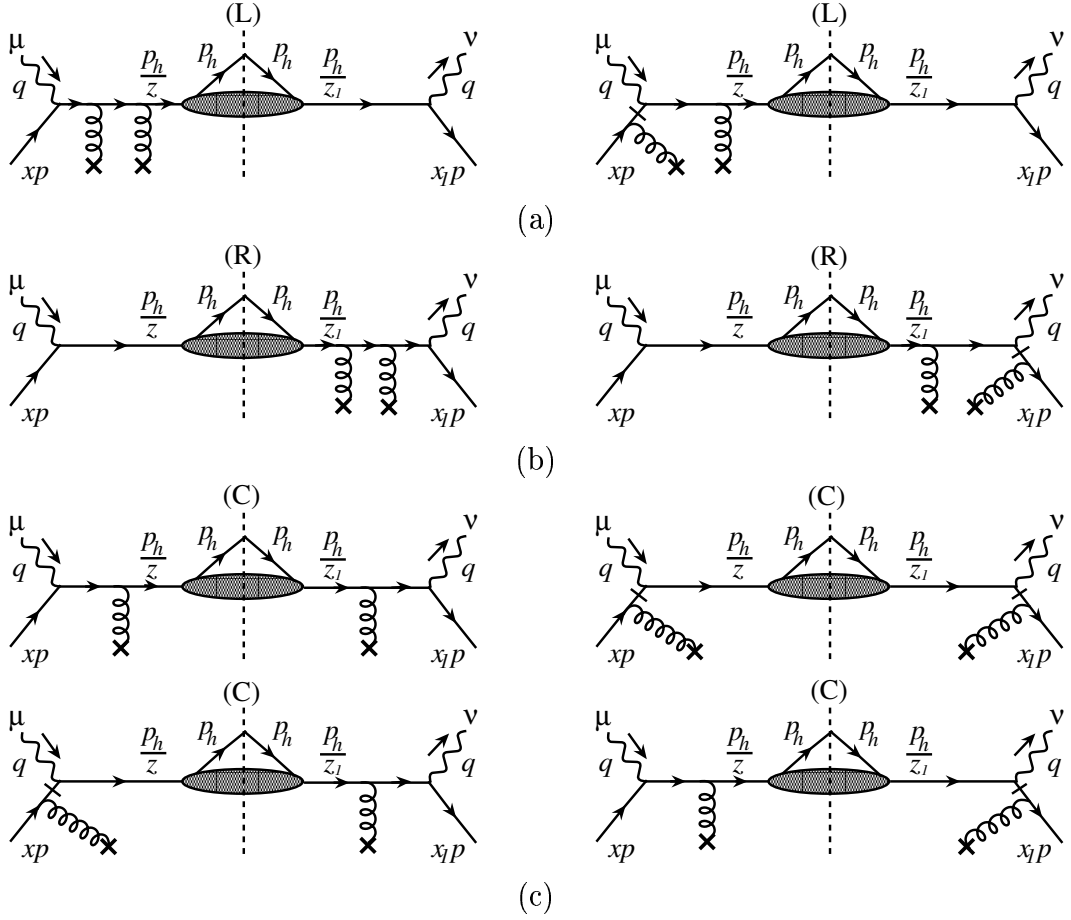 (L) (L)
μ p_h p_h ν μ p_h p_h ν
q p_h/z p_h/z_1 q q p_h/z p_h/z_1 q
xp x_1p xp x_1p
(a)
(R) (R)
μ p_h p_h ν μ p_h p_h ν
q p_h/z p_h/z_1 q q p_h/z p_h/z_1 q
xp x_1p xp x_1p
(b)
(C) (C)
μ p_h p_h ν μ p_h p_h ν
q p_h/z p_h/z_1 q q p_h/z p_h/z_1 q
xp x_1p xp x_1p
(C) (C)
μ p_h p_h ν μ p_h p_h ν
q p_h/z p_h/z_1 q q p_h/z p_h/z_1 q
xp x_1p xp x_1p
(c)